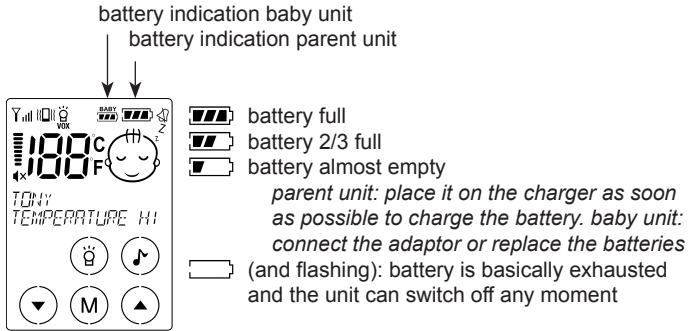 battery indication baby unit
battery indication parent unit
BABY
VOX
z
z
188°C
°F
TONY
TEMPERATURE HI
M
battery full
battery 2/3 full
battery almost empty
parent unit: place it on the charger as soon
as possible to charge the battery. baby unit:
connect the adaptor or replace the batteries
(and flashing): battery is basically exhausted
and the unit can switch off any moment